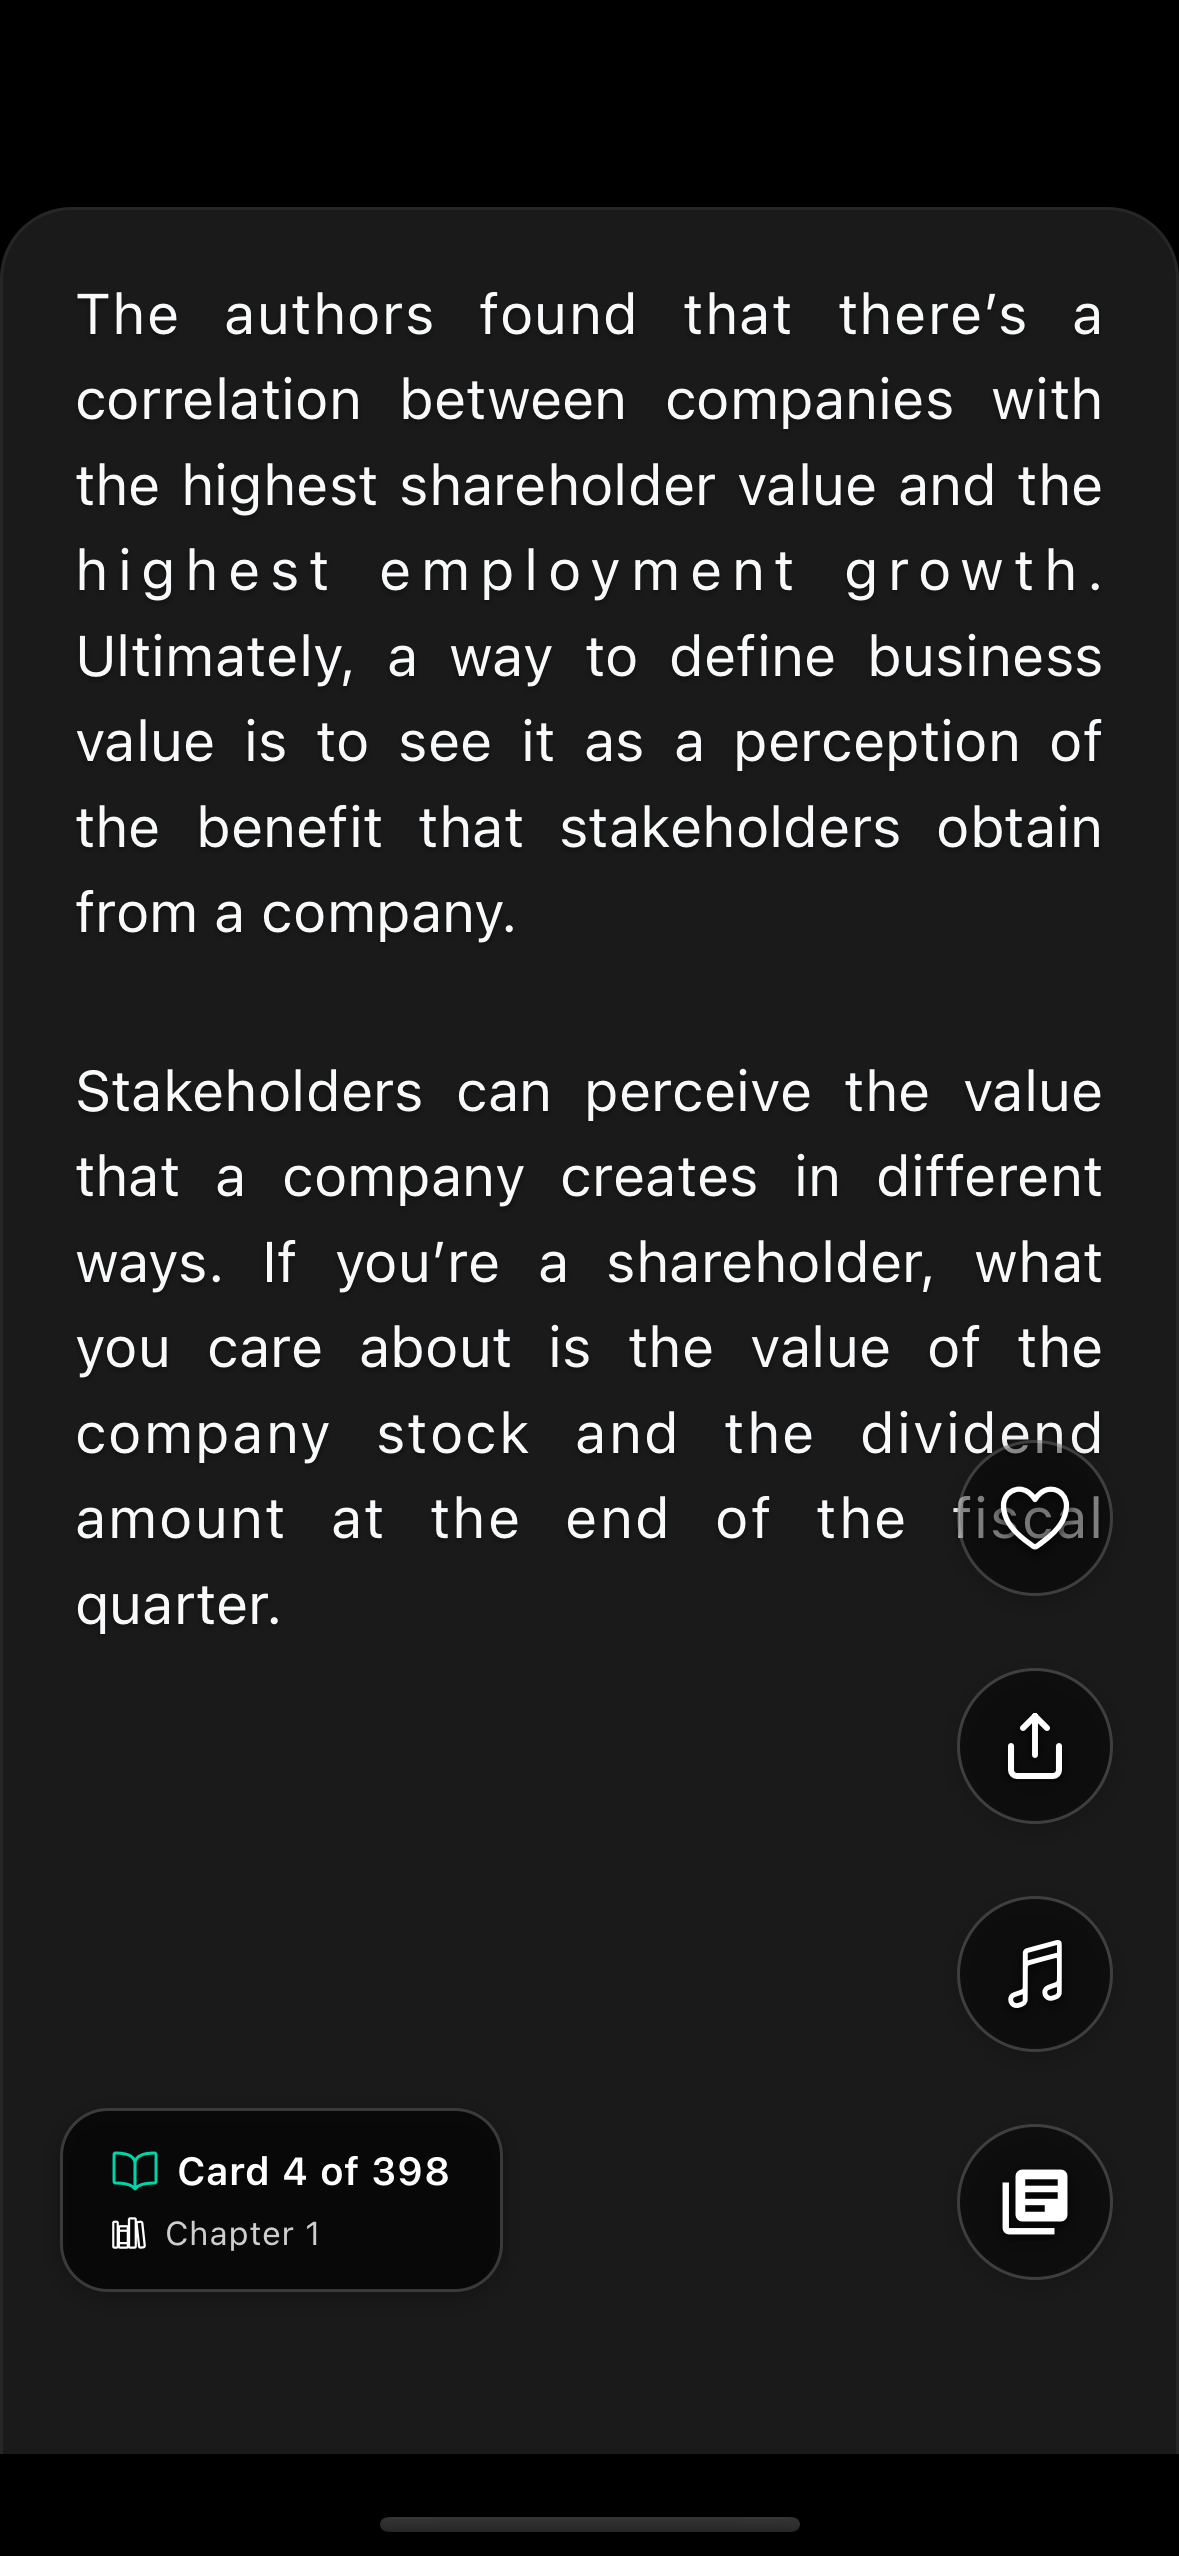 The authors found that there’s a
correlation between companies with
the highest shareholder value and the
highest employment growth.
Ultimately, a way to define business
value is to see it as a perception of
the benefit that stakeholders obtain
from a company.
Stakeholders can perceive the value
that a company creates in different
ways. If you’re a shareholder, what
you care about is the value of the
company stock and the dividend
amount at the end of the fiscal
quarter.
Card 4 of 398
Chapter 1